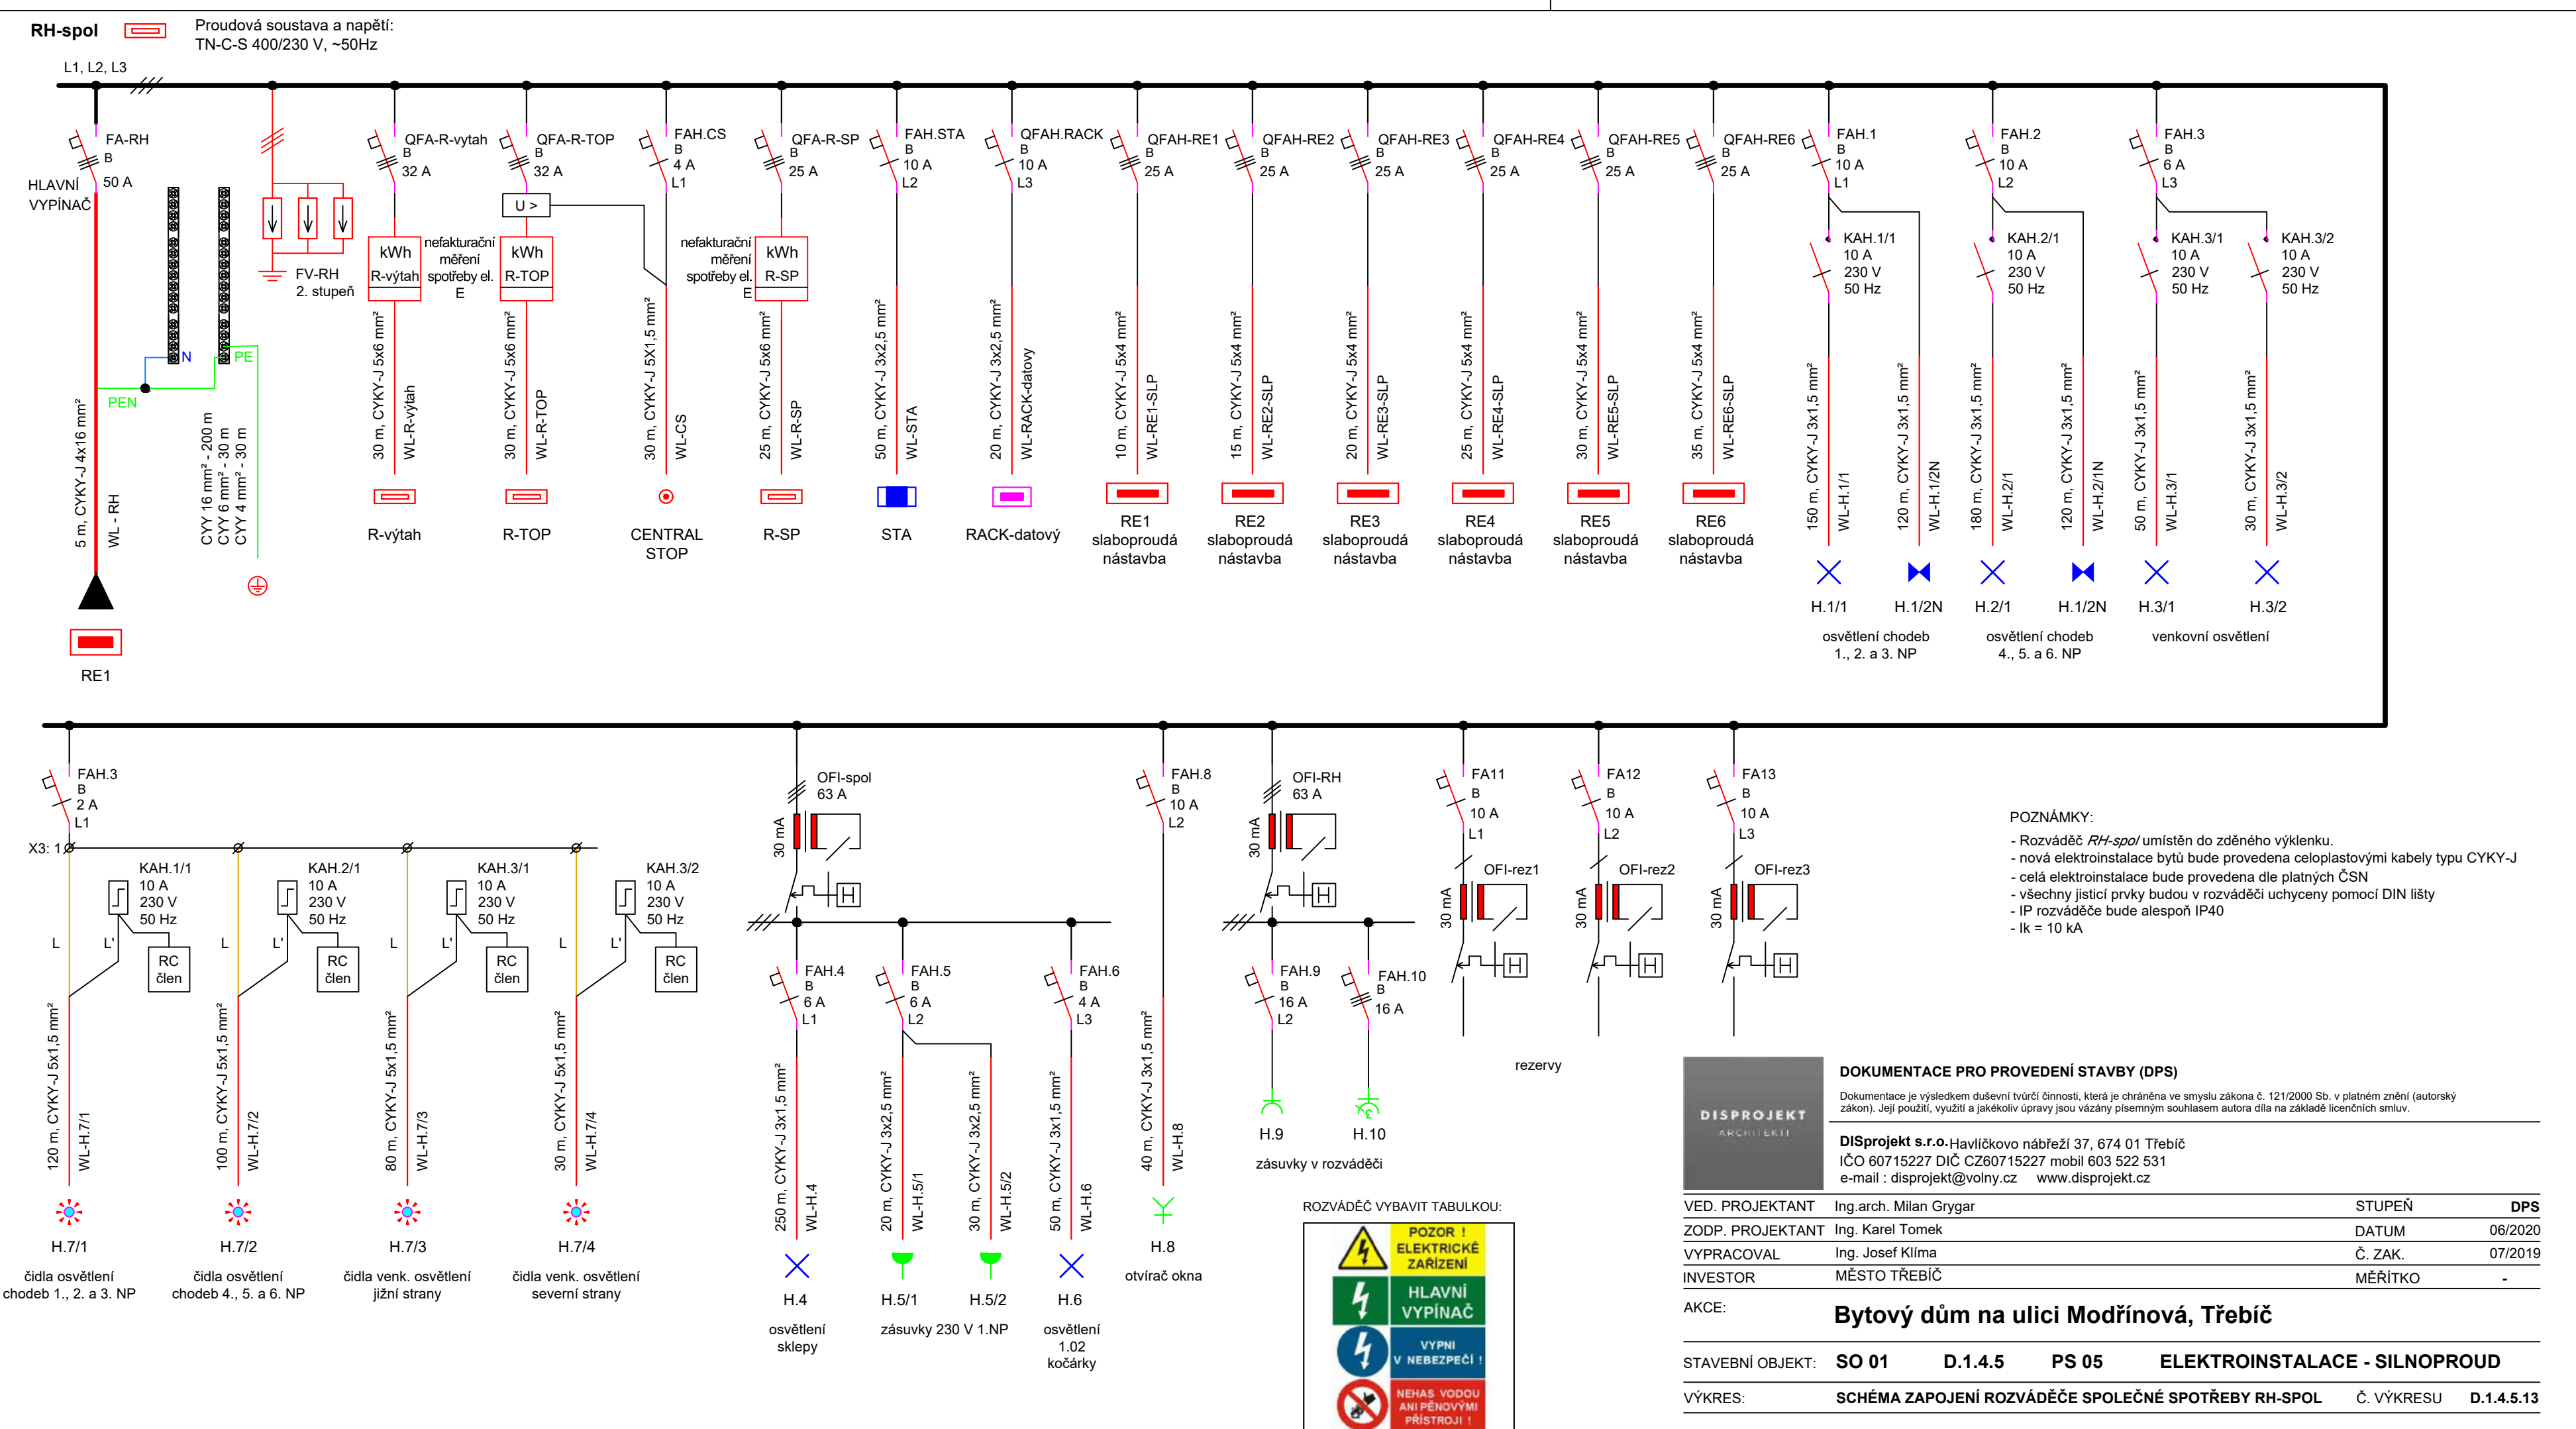 RH-spol
Proudová soustava a napětí:
TN-C-S 400/230 V, ~50Hz
L1, L2, L3
FA-RH
B
50 A
HLAVNÍ
VYPÍNAČ
N
PE
PEN
5 m, CYKY-J 4x16 mm²
WL - RH
CYY 16 mm² - 200 m
CYY 6 mm² - 30 m
CYY 4 mm² - 30 m
RE1
FV-RH
2. stupeň
QFA-R-vytah
B
32 A
kWh
R-výtah
nefakturační
měření
spotřeby el.
E
30 m, CYKY-J 5x6 mm²
WL-R-výtah
R-výtah
QFA-R-TOP
B
32 A
U >
kWh
R-TOP
30 m, CYKY-J 5x6 mm²
WL-R-TOP
R-TOP
FAH.CS
B
4 A
L1
30 m, CYKY-J 5X1,5 mm²
WL-CS
CENTRAL
STOP
QFA-R-SP
B
25 A
nefakturační
měření
spotřeby el.
E
kWh
R-SP
25 m, CYKY-J 5x6 mm²
WL-R-SP
R-SP
FAH.STA
B
10 A
L2
50 m, CYKY-J 3x2,5 mm²
WL-STA
STA
QFAH.RACK
B
10 A
L3
20 m, CYKY-J 3x2,5 mm²
WL-RACK-datovy
RACK-datový
QFAH-RE1
B
25 A
10 m, CYKY-J 5x4 mm²
WL-RE1-SLP
RE1
slaboproudá
nástavba
QFAH-RE2
B
25 A
15 m, CYKY-J 5x4 mm²
WL-RE2-SLP
RE2
slaboproudá
nástavba
QFAH-RE3
B
25 A
20 m, CYKY-J 5x4 mm²
WL-RE3-SLP
RE3
slaboproudá
nástavba
QFAH-RE4
B
25 A
25 m, CYKY-J 5x4 mm²
WL-RE4-SLP
RE4
slaboproudá
nástavba
QFAH-RE5
B
25 A
30 m, CYKY-J 5x4 mm²
WL-RE5-SLP
RE5
slaboproudá
nástavba
QFAH-RE6
B
25 A
35 m, CYKY-J 5x4 mm²
WL-RE6-SLP
RE6
slaboproudá
nástavba
FAH.1
B
10 A
L1
KAH.1/1
10 A
230 V
50 Hz
150 m, CYKY-J 3x1,5 mm²
WL-H.1/1
120 m, CYKY-J 3x1,5 mm²
WL-H.1/2N
H.1/1
H.1/2N
osvětlení chodeb
1., 2. a 3. NP
FAH.2
B
10 A
L2
KAH.2/1
10 A
230 V
50 Hz
180 m, CYKY-J 3x1,5 mm²
WL-H.2/1
120 m, CYKY-J 3x1,5 mm²
WL-H.2/1N
H.2/1
H.1/2N
osvětlení chodeb
4., 5. a 6. NP
FAH.3
B
6 A
L3
KAH.3/1
10 A
230 V
50 Hz
KAH.3/2
10 A
230 V
50 Hz
50 m, CYKY-J 3x1,5 mm²
WL-H.3/1
30 m, CYKY-J 3x1,5 mm²
WL-H.3/2
H.3/1
H.3/2
venkovní osvětlení
FAH.3
B
2 A
L1
X3: 1
KAH.1/1
10 A
230 V
50 Hz
L
L'
RC
člen
120 m, CYKY-J 5x1,5 mm²
WL-H.7/1
H.7/1
čidla osvětlení
chodeb 1., 2. a 3. NP
KAH.2/1
10 A
230 V
50 Hz
L
L'
RC
člen
100 m, CYKY-J 5x1,5 mm²
WL-H.7/2
H.7/2
čidla osvětlení
chodeb 4., 5. a 6. NP
KAH.3/1
10 A
230 V
50 Hz
L
L'
RC
člen
80 m, CYKY-J 5x1,5 mm²
WL-H.7/3
H.7/3
čidla venk. osvětlení
jižní strany
KAH.3/2
10 A
230 V
50 Hz
L
L'
RC
člen
30 m, CYKY-J 5x1,5 mm²
WL-H.7/4
H.7/4
čidla venk. osvětlení
severní strany
OFI-spol
63 A
30 mA
H
FAH.4
B
6 A
L1
250 m, CYKY-J 3x1,5 mm²
WL-H.4
H.4
osvětlení
sklepy
FAH.5
B
6 A
L2
20 m, CYKY-J 3x2,5 mm²
WL-H.5/1
30 m, CYKY-J 3x2,5 mm²
WL-H.5/2
H.5/1
H.5/2
zásuvky 230 V 1.NP
FAH.6
B
4 A
L3
50 m, CYKY-J 3x1,5 mm²
WL-H.6
H.6
osvětlení
1.02
kočárky
FAH.8
B
10 A
L2
40 m, CYKY-J 3x1,5 mm²
WL-H.8
H.8
otvírač okna
OFI-RH
63 A
30 mA
H
FAH.9
B
16 A
L2
H.9
FAH.10
B
16 A
H.10
zásuvky v rozváděči
FA11
B
10 A
L1
OFI-rez1
30 mA
H
FA12
B
10 A
L2
OFI-rez2
30 mA
H
FA13
B
10 A
L3
OFI-rez3
30 mA
H
rezervy
POZNÁMKY:
- Rozváděč RH-spol umístěn do zděného výklenku.
- nová elektroinstalace bytů bude provedena celoplastovými kabely typu CYKY-J
- celá elektroinstalace bude provedena dle platných ČSN
- všechny jisticí prvky budou v rozváděči uchyceny pomocí DIN lišty
- IP rozváděče bude alespoň IP40
- Ik = 10 kA
ROZVÁDĚČ VYBAVIT TABULKOU:
POZOR !
ELEKTRICKÉ
ZAŘÍZENÍ
HLAVNÍ
VYPÍNAČ
VYPNI
V NEBEZPEČÍ !
NEHAS VODOU
ANI PĚNOVÝMI
PŘÍSTROJI !
DISPROJEKT
ARCHITEKTI
DOKUMENTACE PRO PROVEDENÍ STAVBY (DPS)
Dokumentace je výsledkem duševní tvůrčí činnosti, která je chráněna ve smyslu zákona č. 121/2000 Sb. v platném znění (autorský
zákon). Její použití, využití a jakékoliv úpravy jsou vázány písemným souhlasem autora díla na základě licenčních smluv.
DISprojekt s.r.o. Havlíčkovo nábřeží 37, 674 01 Třebíč
IČO 60715227 DIČ CZ60715227 mobil 603 522 531
e-mail : disprojekt@volny.cz www.disprojekt.cz
VED. PROJEKTANT Ing.arch. Milan Grygar STUPEŇ DPS
ZODP. PROJEKTANT Ing. Karel Tomek DATUM 06/2020
VYPRACOVAL Ing. Josef Klíma Č. ZAK. 07/2019
INVESTOR MĚSTO TŘEBÍČ MĚŘÍTKO -
AKCE: Bytový dům na ulici Modřínová, Třebíč
STAVEBNÍ OBJEKT: SO 01 D.1.4.5 PS 05 ELEKTROINSTALACE - SILNOPROUD
VÝKRES: SCHÉMA ZAPOJENÍ ROZVÁDĚČE SPOLEČNÉ SPOTŘEBY RH-SPOL Č. VÝKRESU D.1.4.5.13